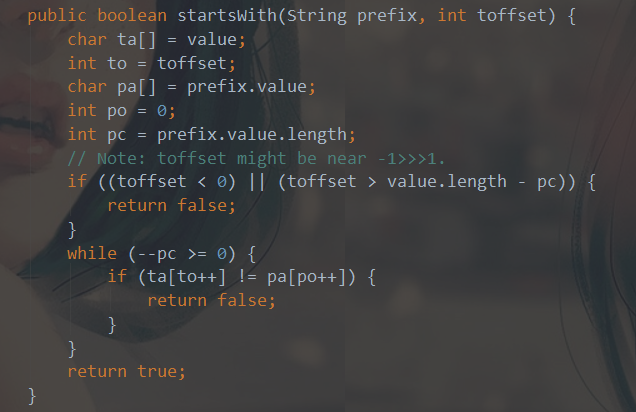 public boolean startsWith(String prefix, int toffset) {
    char ta[] = value;
    int to = toffset;
    char pa[] = prefix.value;
    int po = 0;
    int pc = prefix.value.length;
    // Note: toffset might be near -1>>>1.
    if ((toffset < 0) || (toffset > value.length - pc)) {
        return false;
    }
    while (--pc >= 0) {
        if (ta[to++] != pa[po++]) {
            return false;
        }
    }
    return true;
}